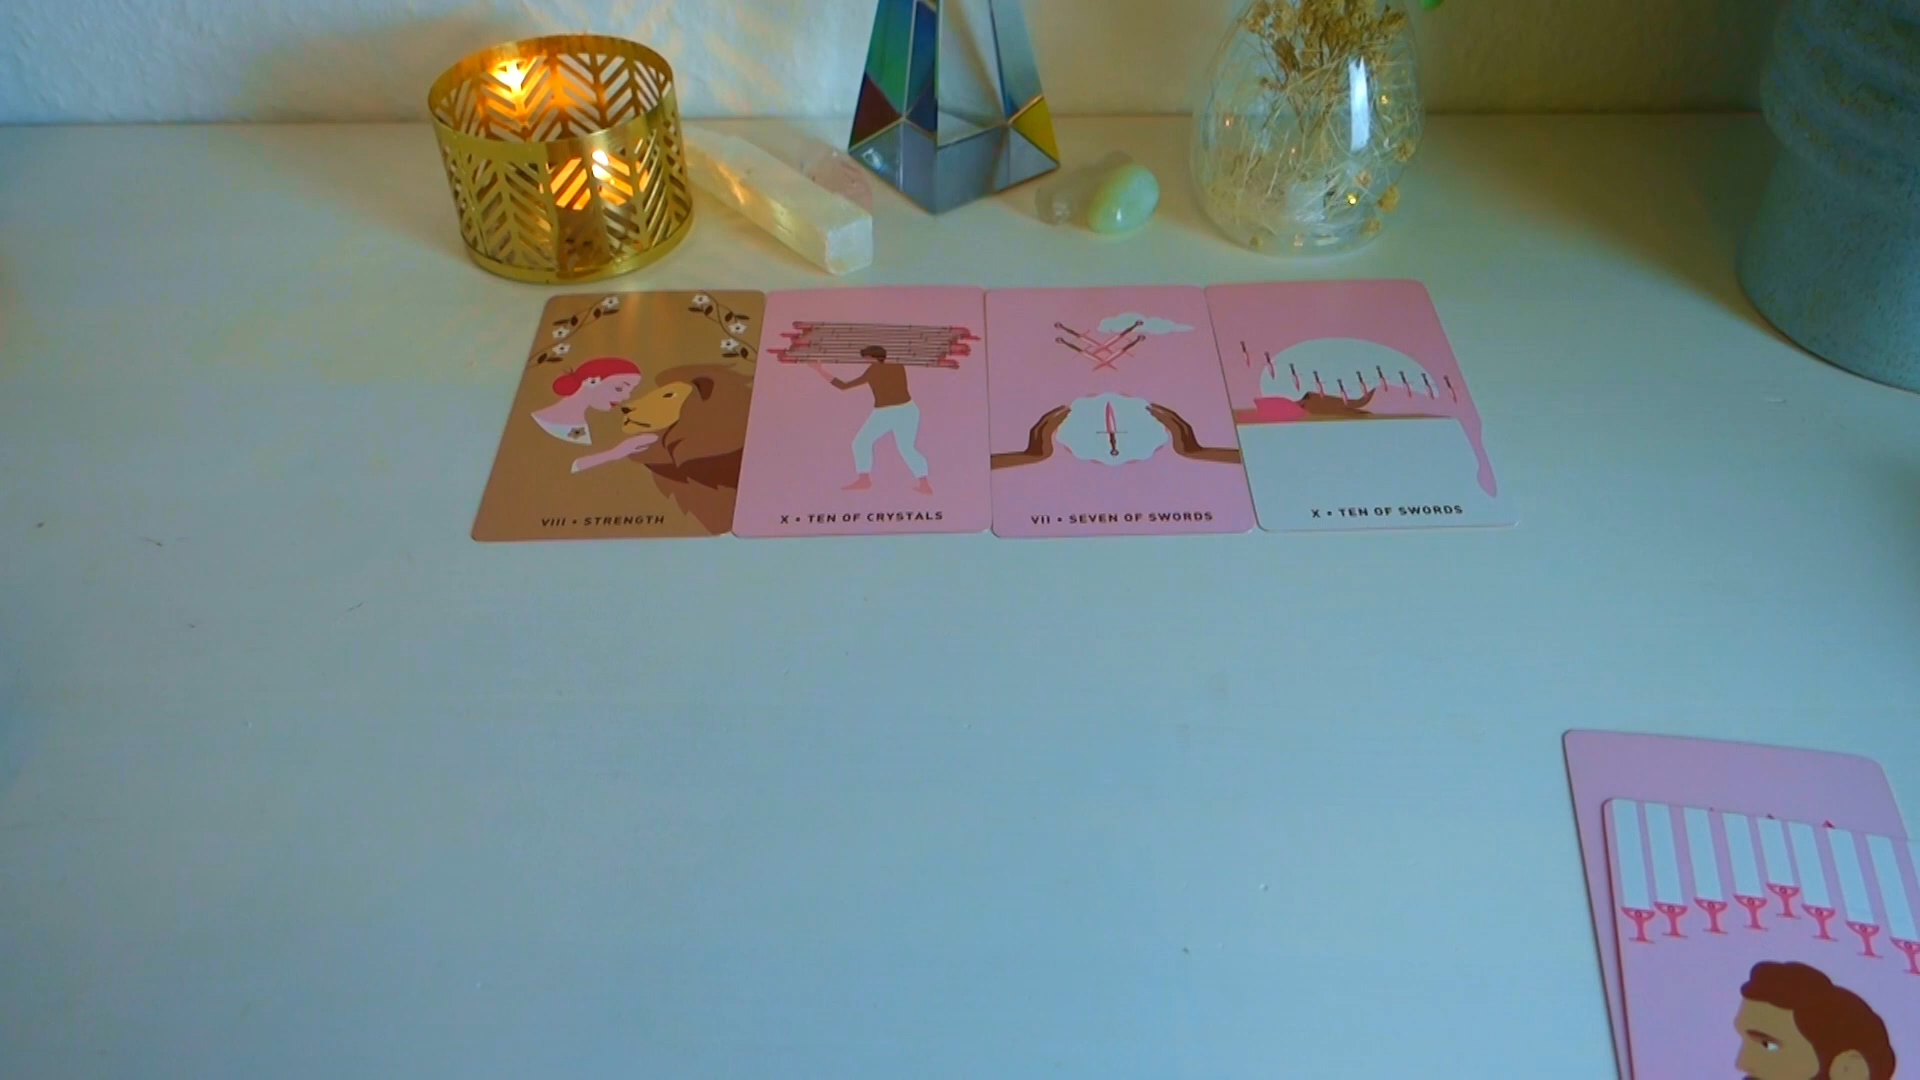 VIII • STRENGTH
X • TEN OF CRYSTALS
VII • SEVEN OF SWORDS
X • TEN OF SWORDS